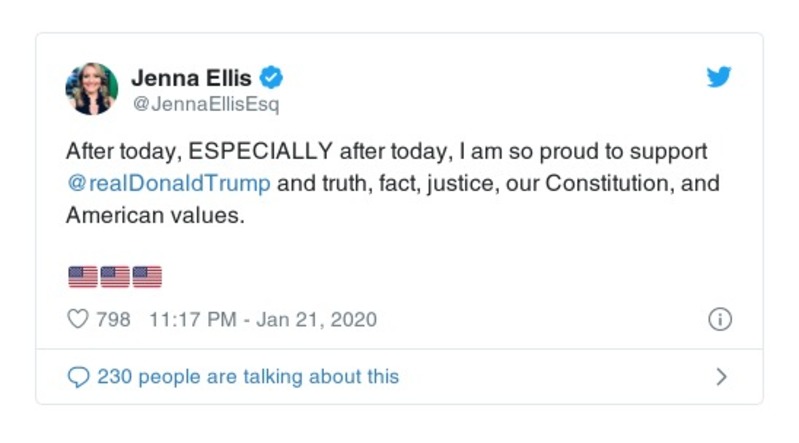 Jenna Ellis
@JennaEllisEsq
After today, ESPECIALLY after today, I am so proud to support
@realDonaldTrump and truth, fact, justice, our Constitution, and
American values.
798 11:17 PM - Jan 21, 2020
230 people are talking about this